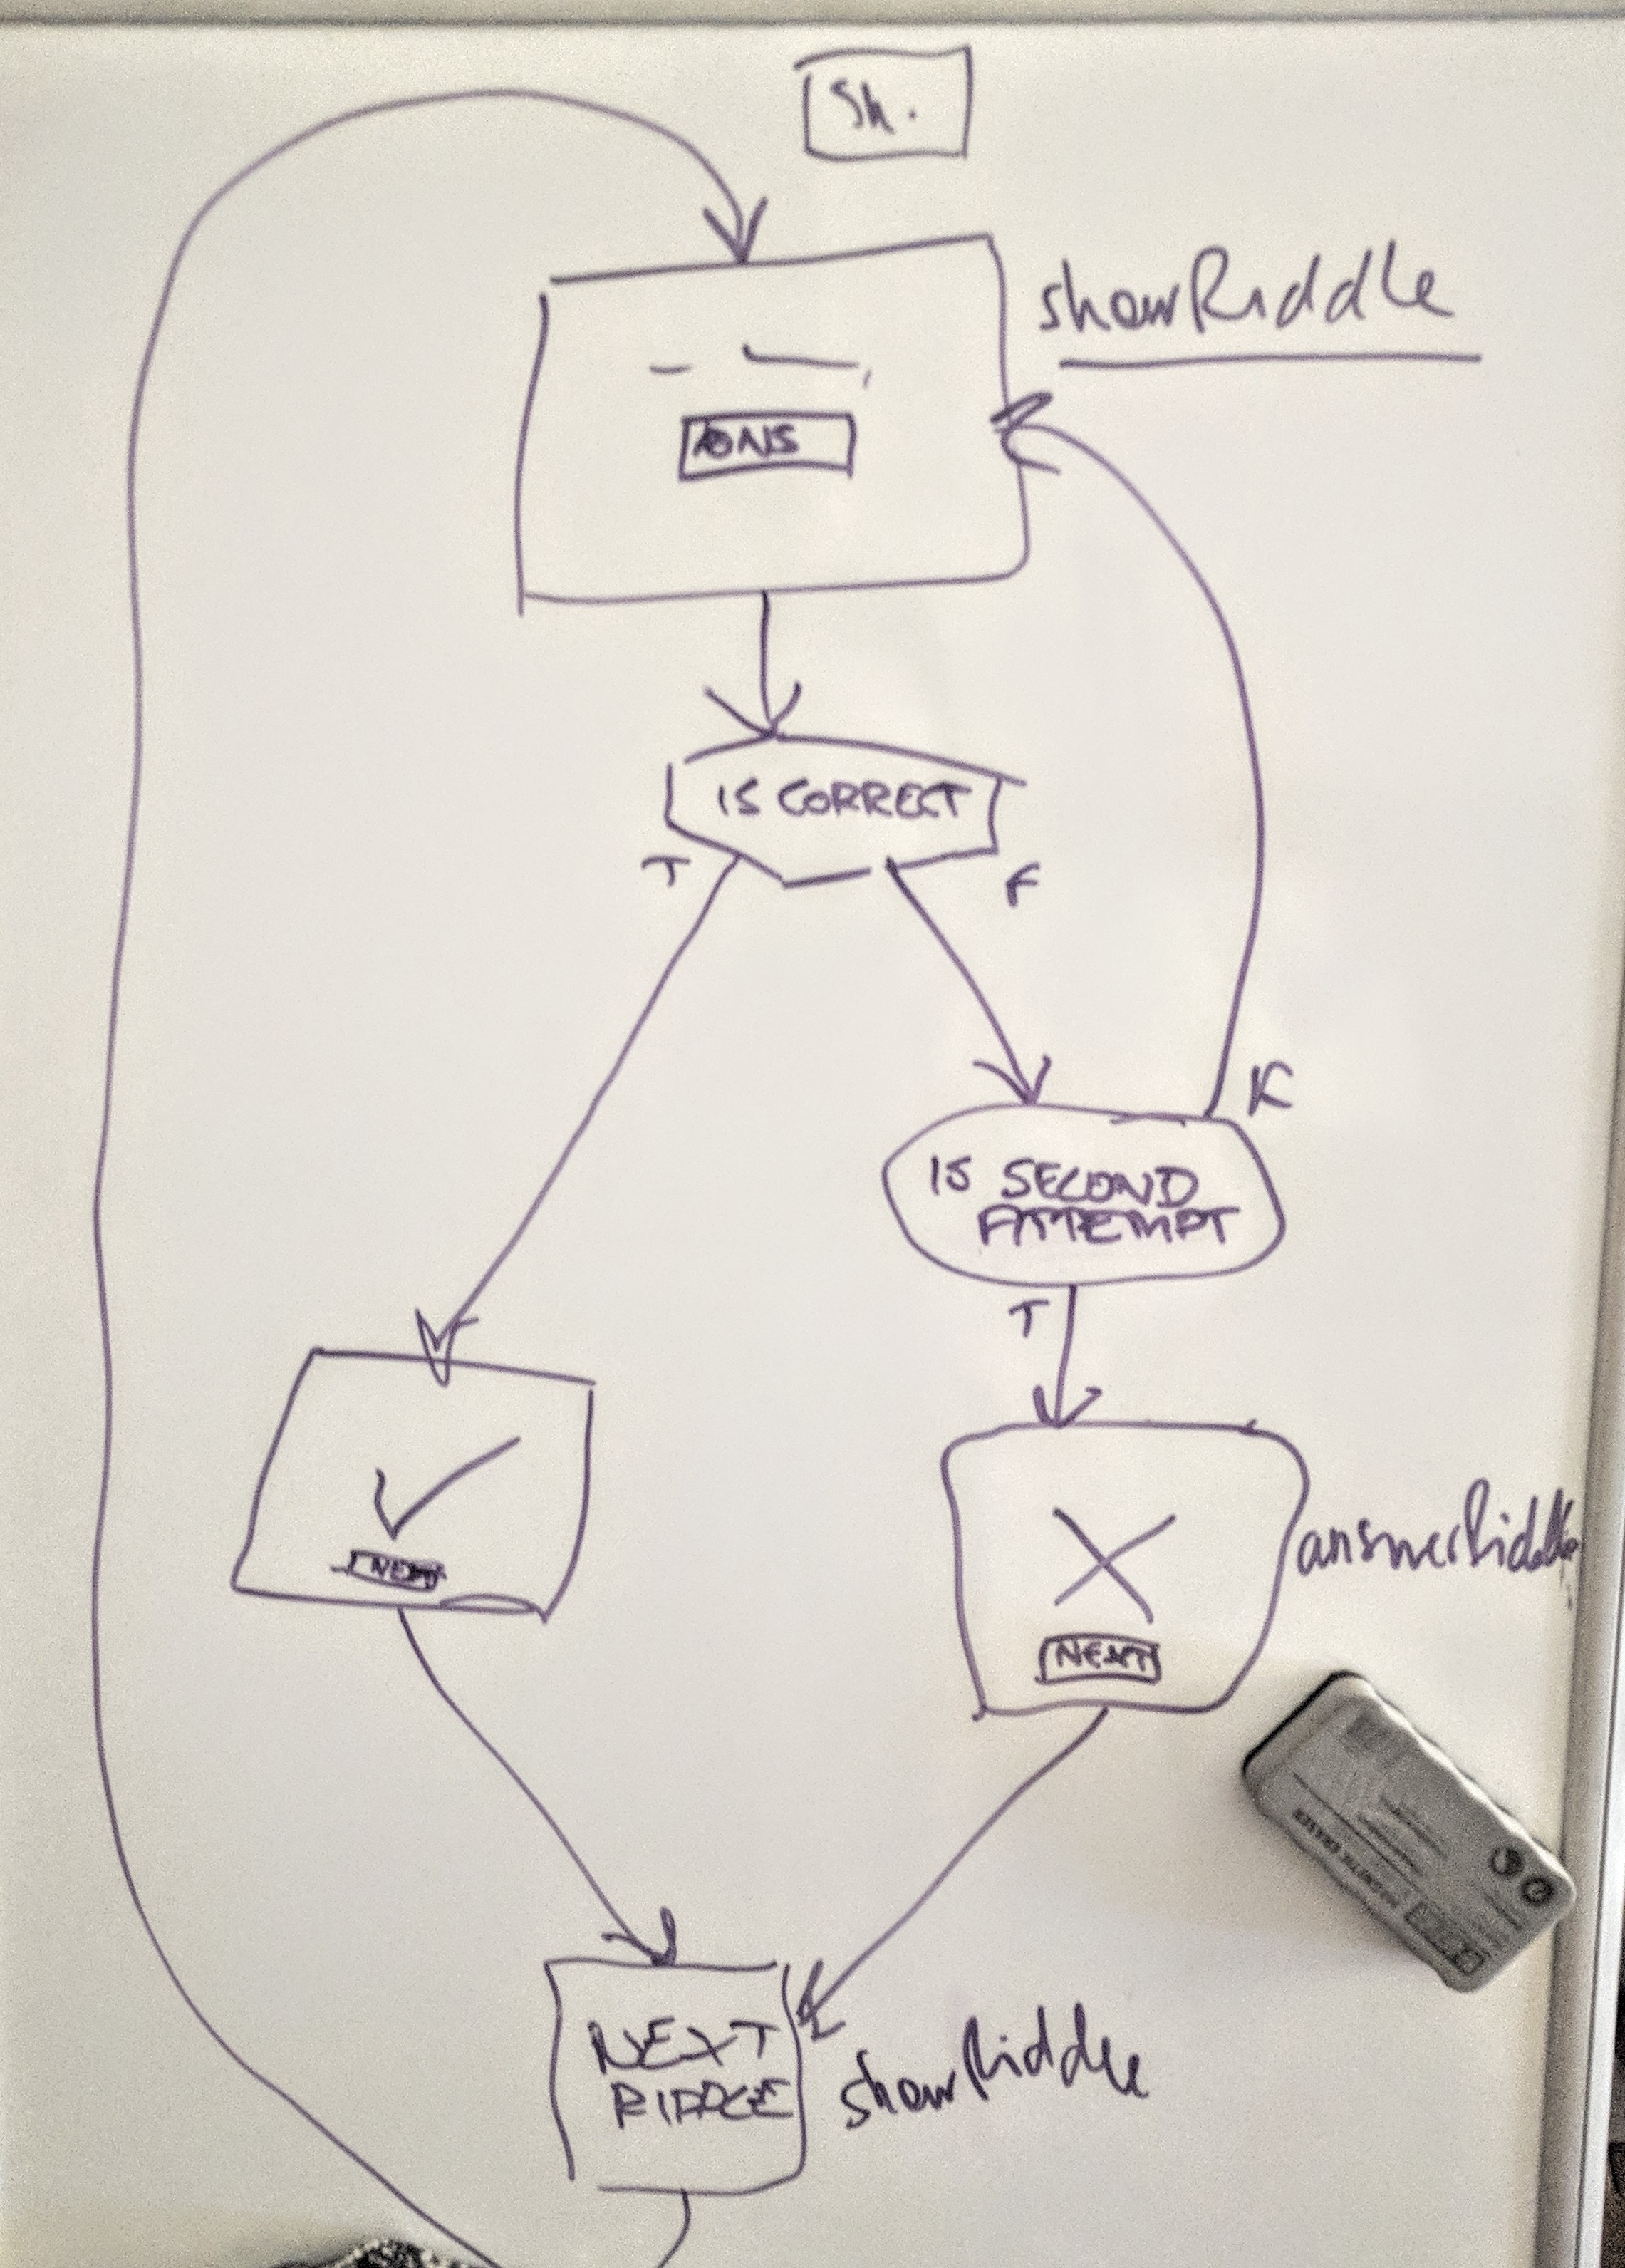 Sh.
showRiddle
ANS
IS CORRECT
T
F
F
IS SECOND
ATTEMPT
T
NEXT
answerRiddle
NEXT
NEXT
RIDDLE
showRiddle